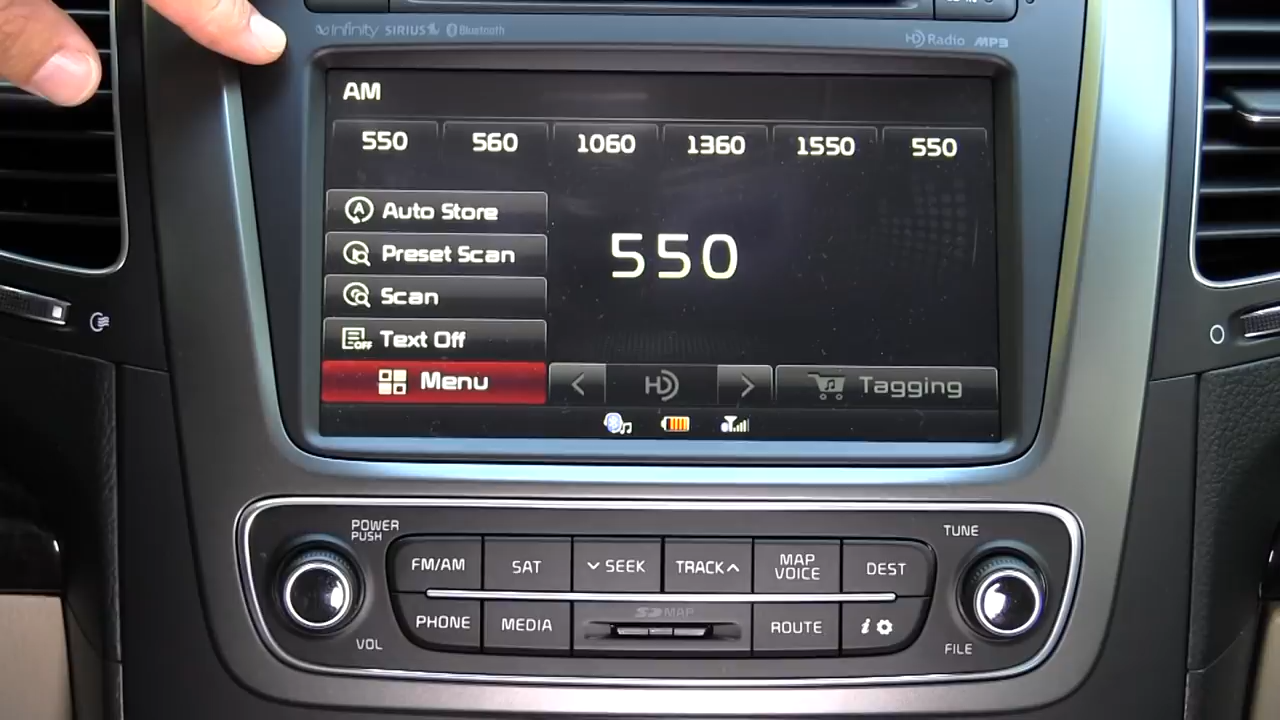 Infinity SIRIUS Bluetooth
HD Radio MP3
AM
550 560 1060 1360 1550 550
Auto Store
Preset Scan
Scan
Text Off
Menu
550
< HD > Tagging
POWER
PUSH
VOL
FM/AM SAT SEEK TRACK MAP VOICE DEST
PHONE MEDIA SD MAP ROUTE i
TUNE
FILE